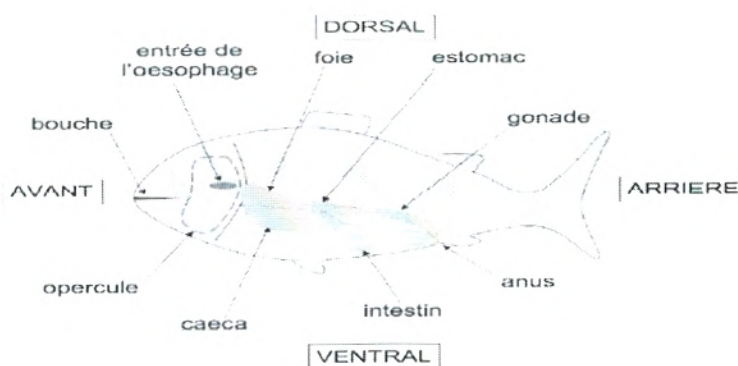 DORSAL
entrée de
l'oesophage
foie
estomac
bouche
gonade
AVANT
ARRIERE
opercule
caeca
intestin
anus
VENTRAL